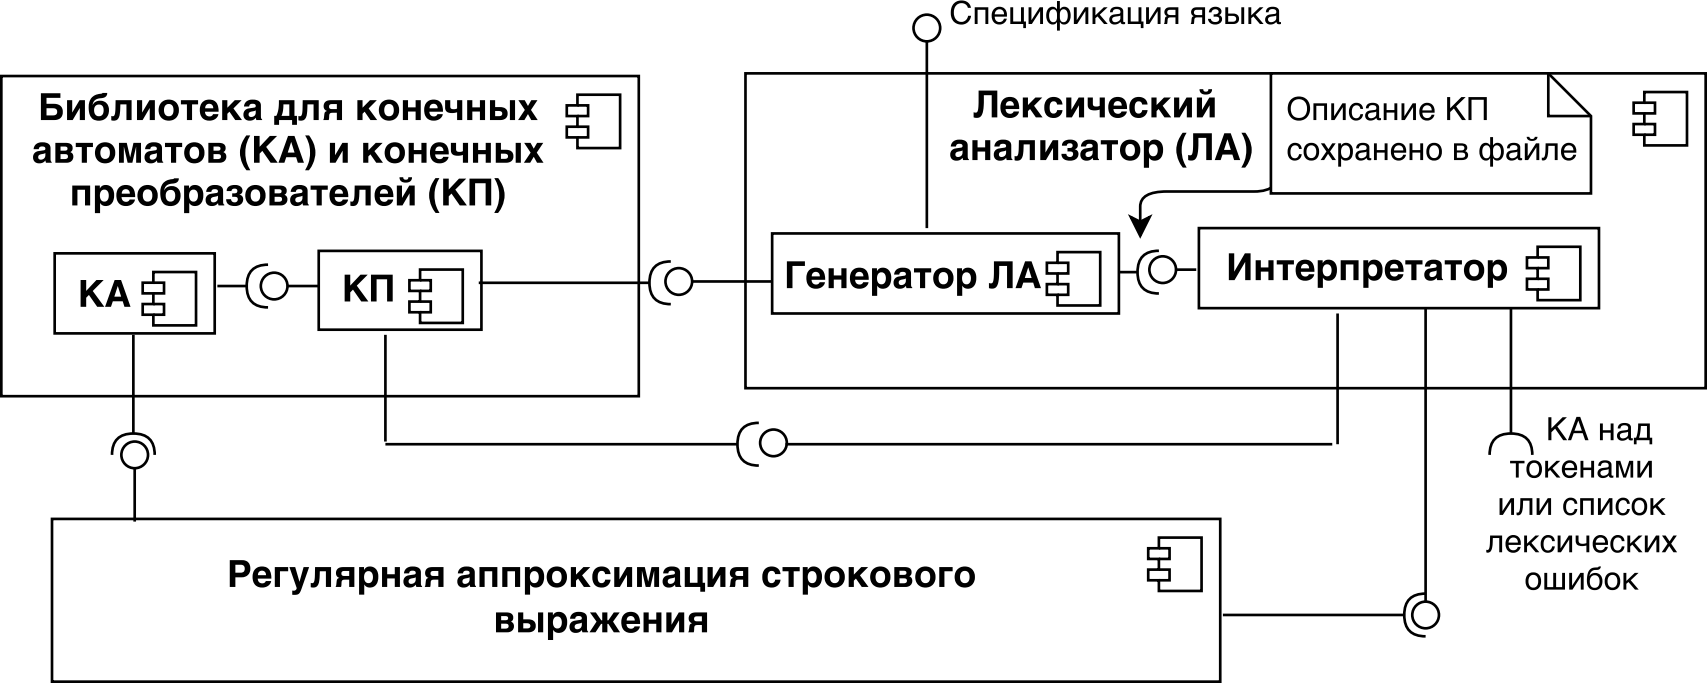 Спецификация языка
Библиотека для конечных
автоматов (КА) и конечных
преобразователей (КП)
КА
КП
Лексический
анализатор (ЛА)
Описание КП
сохранено в файле
Генератор ЛА
Интерпретатор
КА над
токенами
или список
лексических
ошибок
Регулярная аппроксимация строкового
выражения